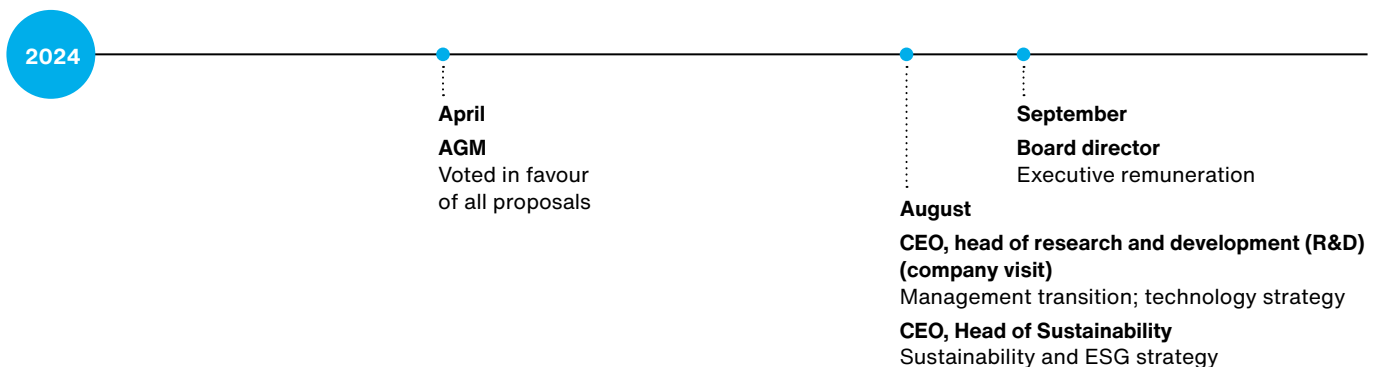 2024
April
AGM
Voted in favour
of all proposals
August
CEO, head of research and development (R&D)
(company visit)
Management transition; technology strategy
CEO, Head of Sustainability
Sustainability and ESG strategy
September
Board director
Executive remuneration